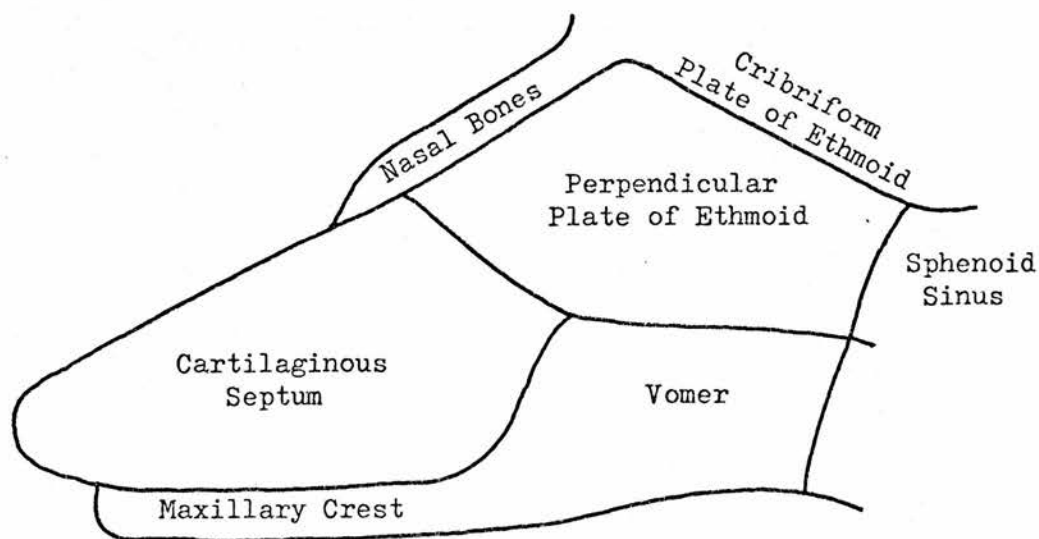 Nasal Bones
Cribriform
Plate of Ethmoid
Perpendicular
Plate of Ethmoid
Sphenoid
Sinus
Cartilaginous
Septum
Vomer
Maxillary Crest